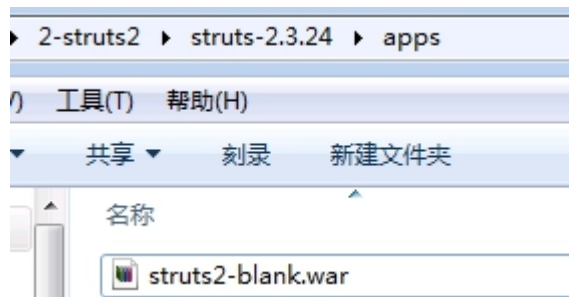 2-struts2 ▸ struts-2.3.24 ▸ apps
工具(T) 帮助(H)
共享 刻录 新建文件夹
名称
struts2-blank.war